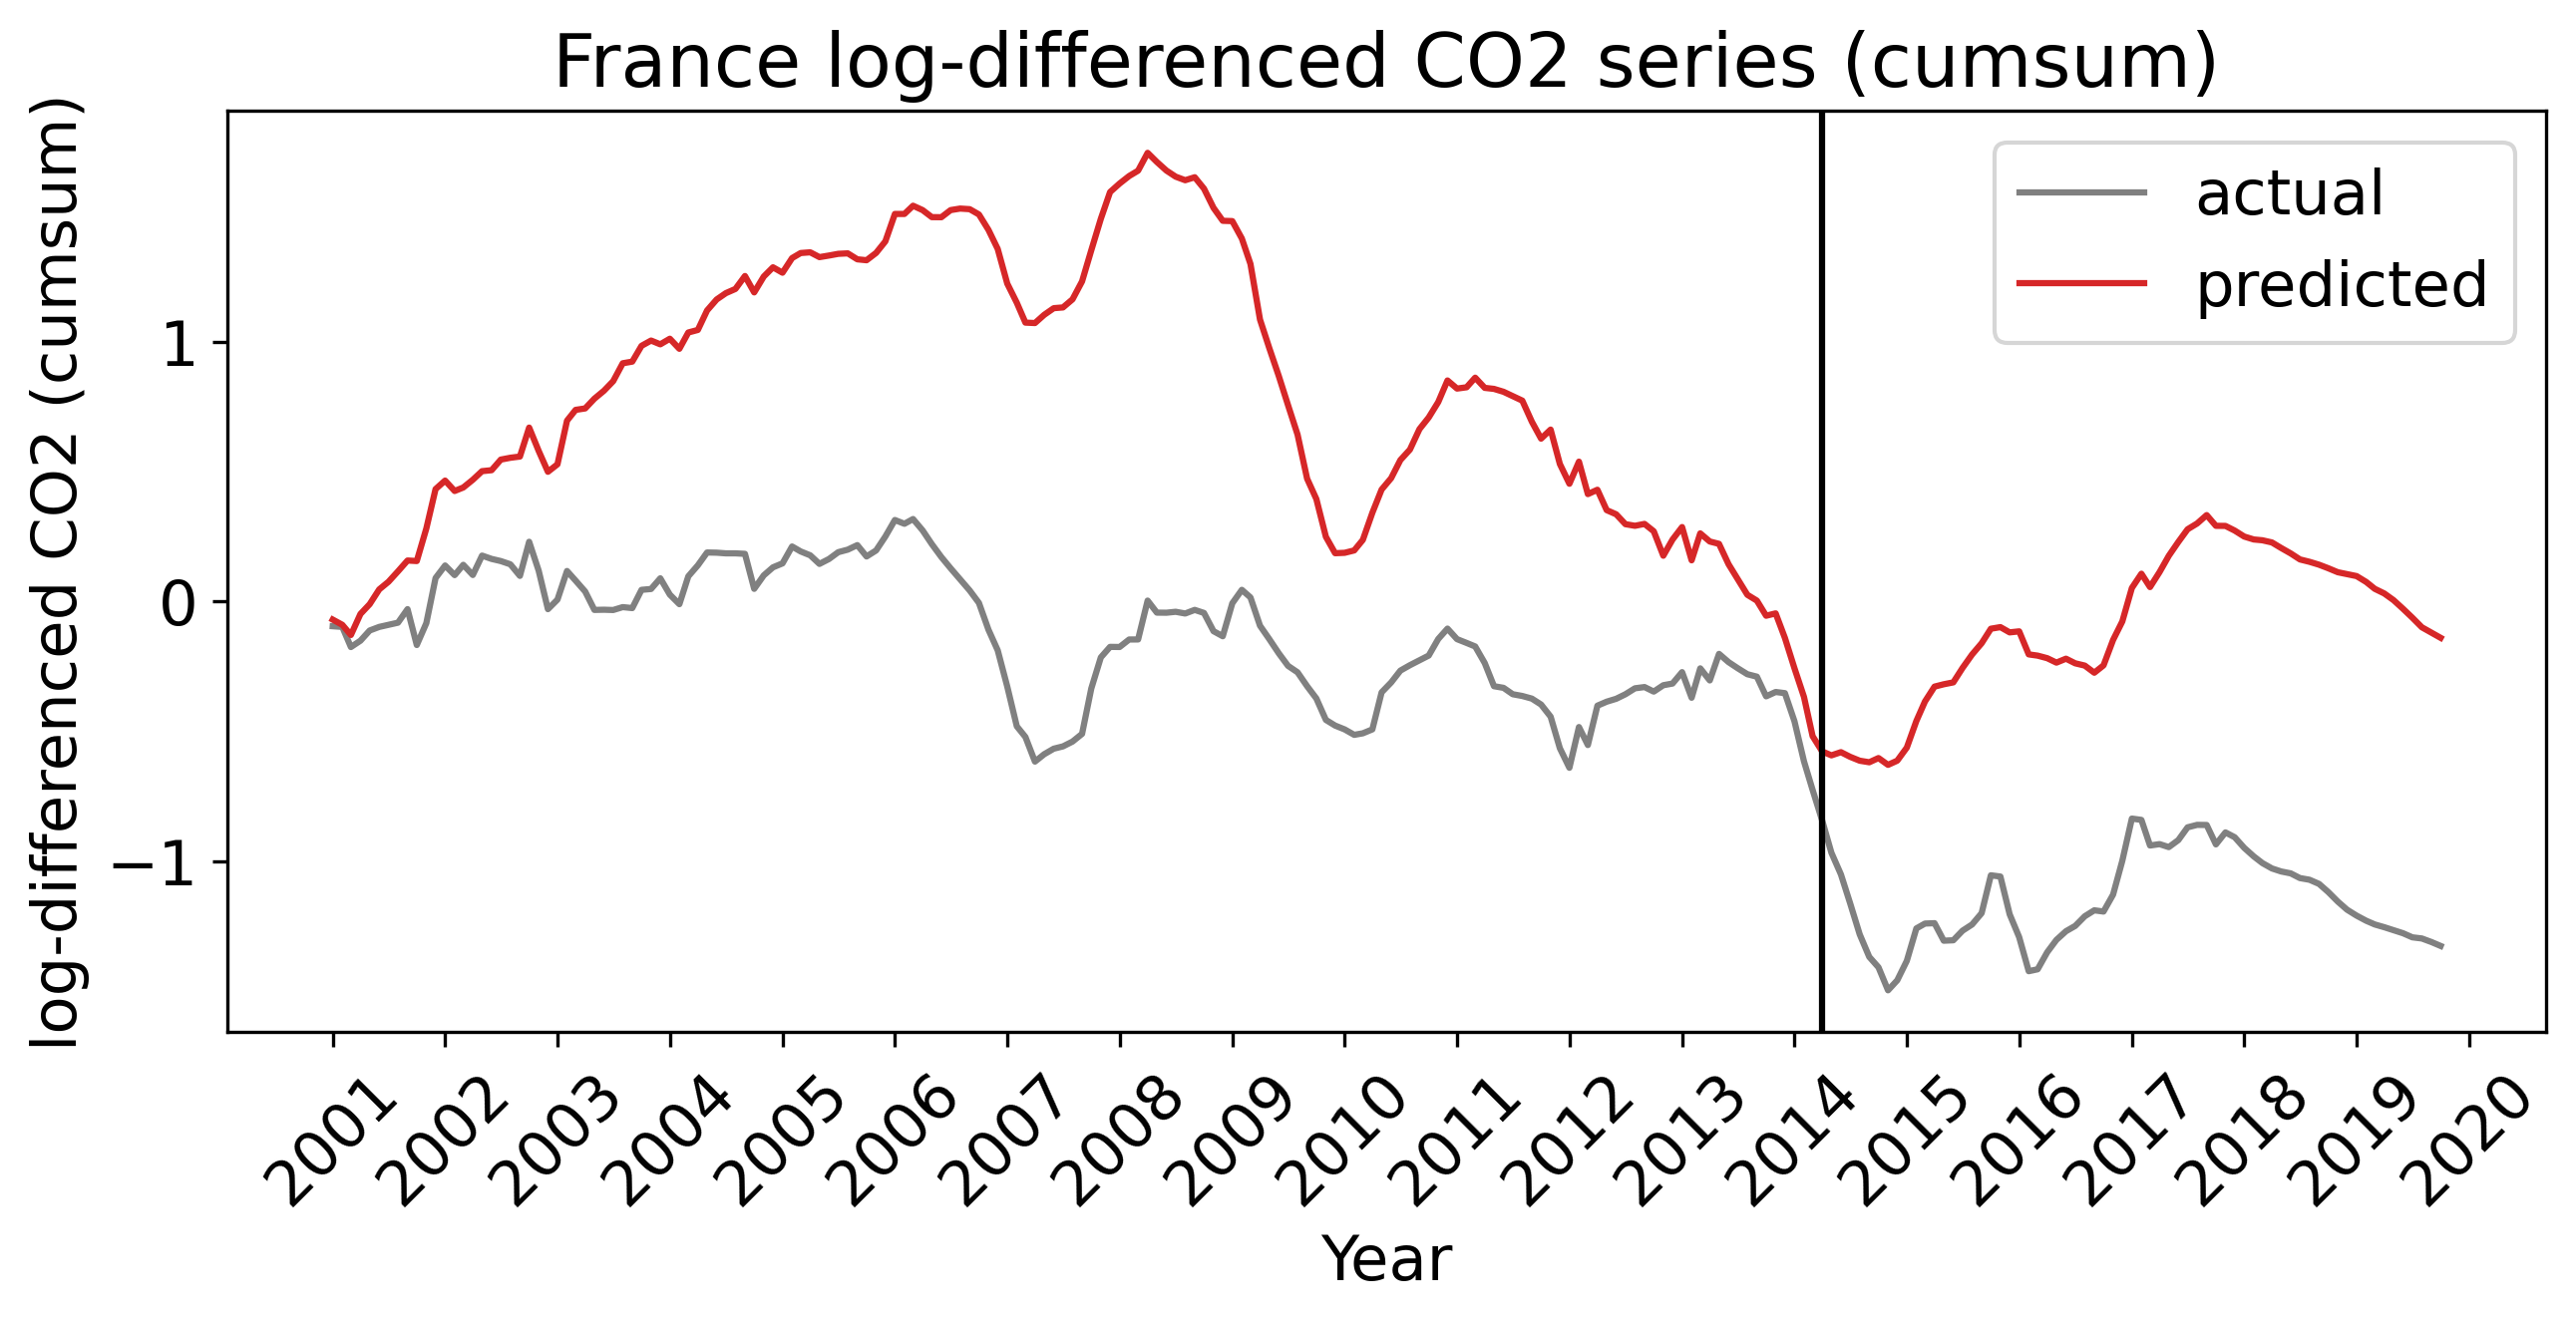 France log-differenced CO2 series (cumsum)
log-differenced CO2 (cumsum)
1
0
−1
actual
predicted
2001 2002 2003 2004 2005 2006 2007 2008 2009 2010 2011 2012 2013 2014 2015 2016 2017 2018 2019 2020
Year